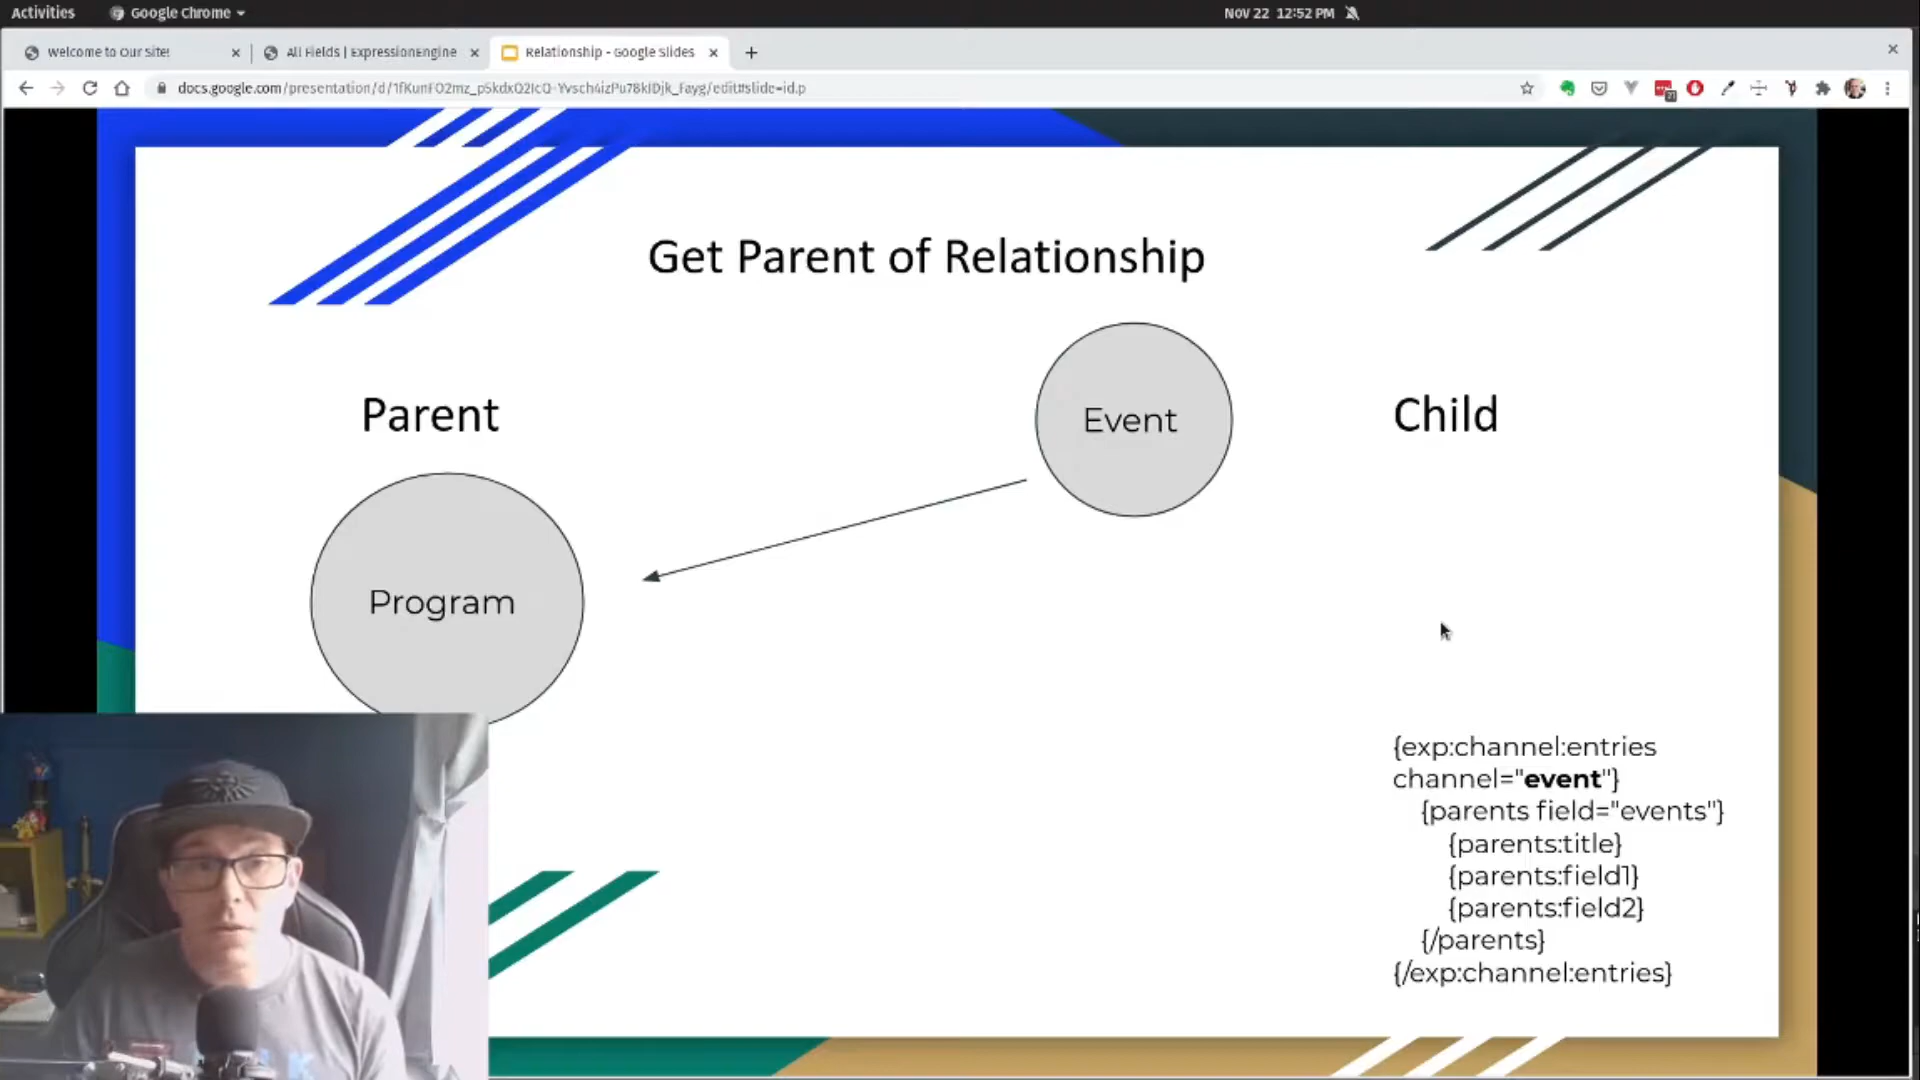 Activities
Google Chrome
NOV 22 12:52 PM
Welcome to Our Site!
All Fields | ExpressionEngine
Relationship - Google Slides
Get Parent of Relationship
Parent
Event
Child
Program
{exp:channel:entries
channel="event"}
{parents field="events"}
{parents:title}
{parents:field1}
{parents:field2}
{/parents}
{/exp:channel:entries}